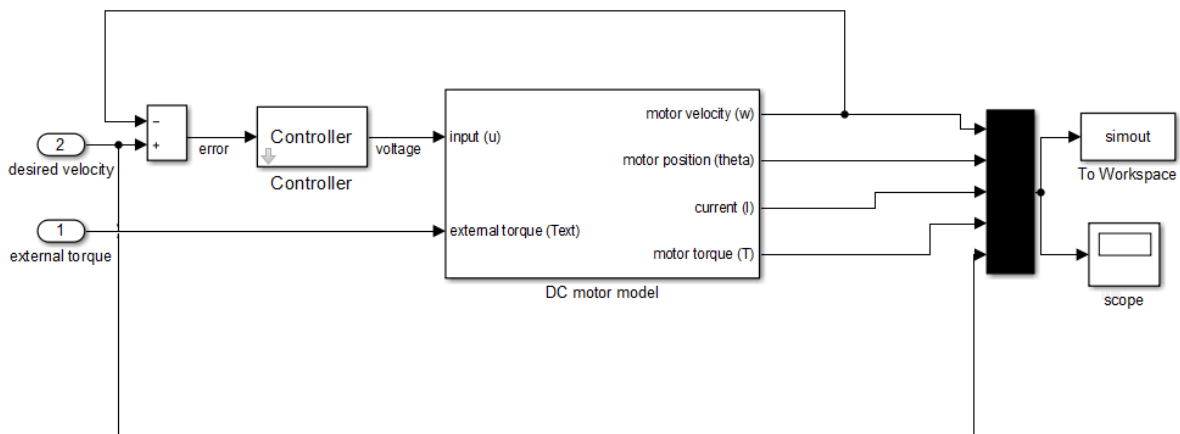 −
+
2
desired velocity
error
Controller
Controller
voltage
1
external torque
input (u)
external torque (Text)
motor velocity (w)
motor position (theta)
current (I)
motor torque (T)
DC motor model
simout
To Workspace
scope